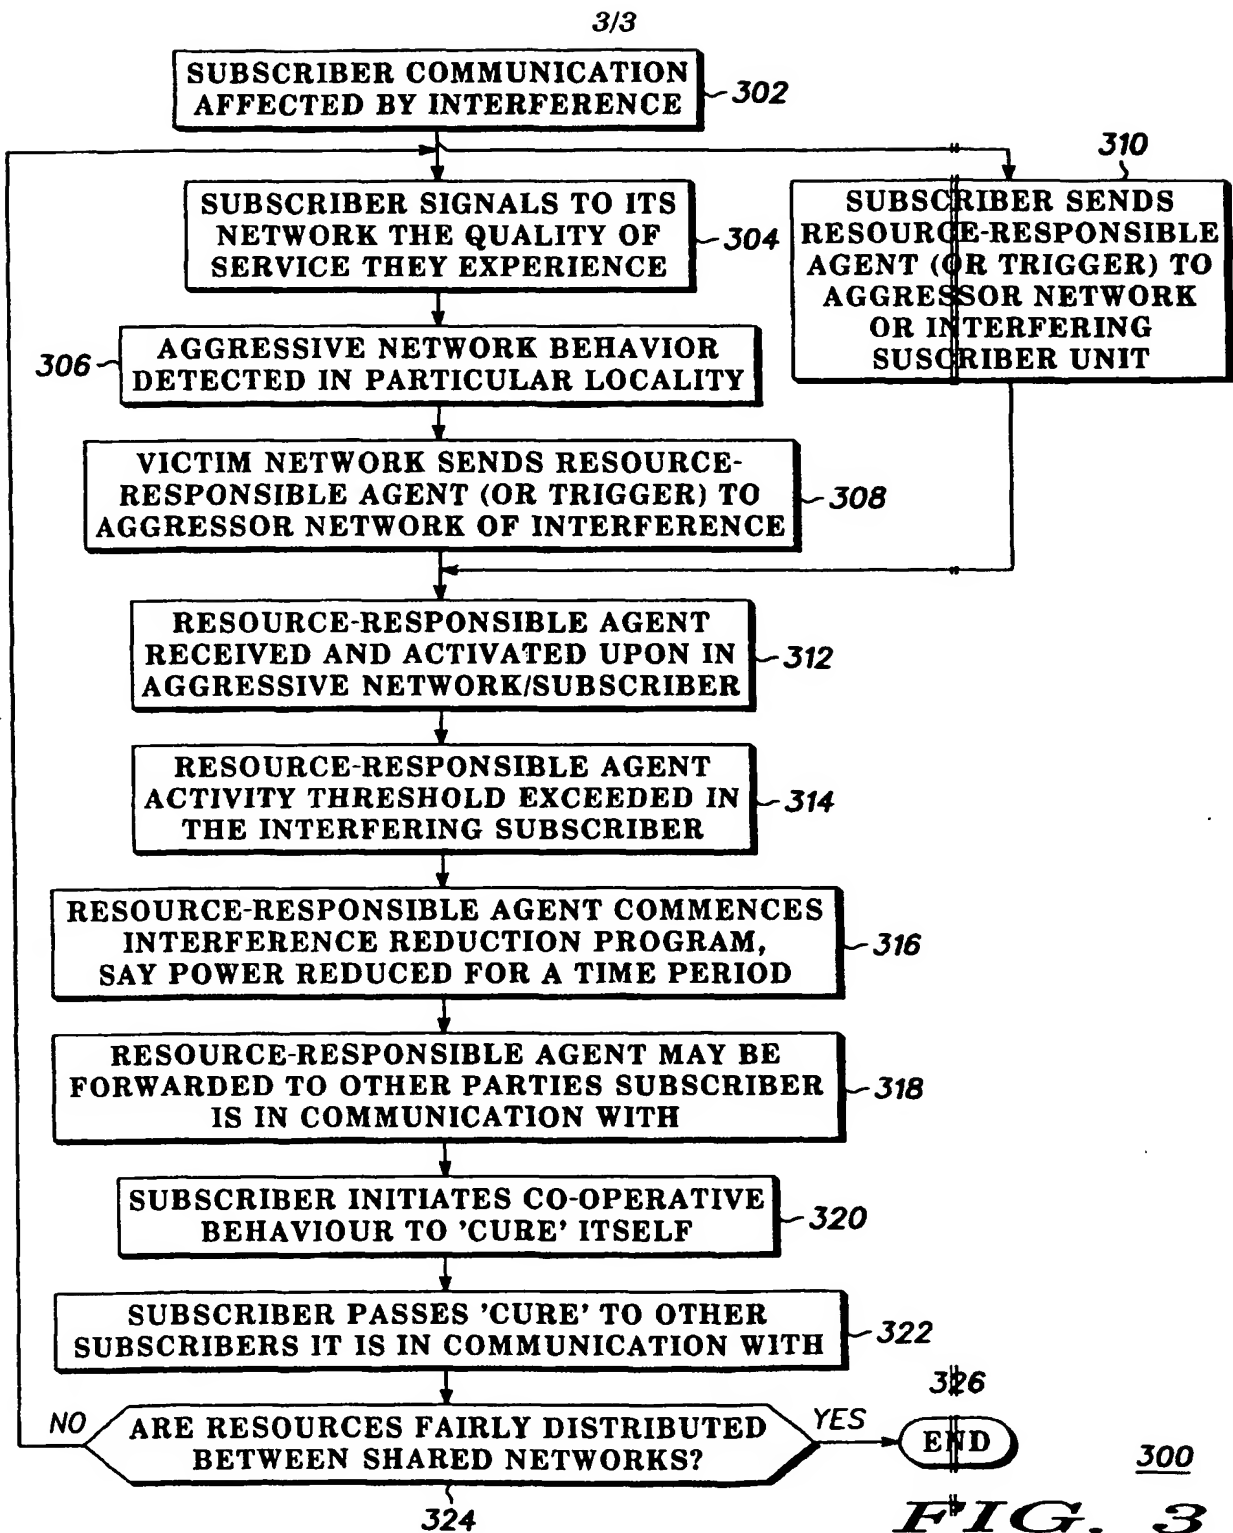 3/3
SUBSCRIBER COMMUNICATION
AFFECTED BY INTERFERENCE
302
310
SUBSCRIBER SIGNALS TO ITS
NETWORK THE QUALITY OF
SERVICE THEY EXPERIENCE
304
SUBSCRIBER SENDS
RESOURCE-RESPONSIBLE
AGENT (OR TRIGGER) TO
AGGRESSOR NETWORK
OR INTERFERING
SUSCRIBER UNIT
306
AGGRESSIVE NETWORK BEHAVIOR
DETECTED IN PARTICULAR LOCALITY
VICTIM NETWORK SENDS RESOURCE-
RESPONSIBLE AGENT (OR TRIGGER) TO
AGGRESSOR NETWORK OF INTERFERENCE
308
RESOURCE-RESPONSIBLE AGENT
RECEIVED AND ACTIVATED UPON IN
AGGRESSIVE NETWORK/SUBSCRIBER
312
RESOURCE-RESPONSIBLE AGENT
ACTIVITY THRESHOLD EXCEEDED IN
THE INTERFERING SUBSCRIBER
314
RESOURCE-RESPONSIBLE AGENT COMMENCES
INTERFERENCE REDUCTION PROGRAM,
SAY POWER REDUCED FOR A TIME PERIOD
316
RESOURCE-RESPONSIBLE AGENT MAY BE
FORWARDED TO OTHER PARTIES SUBSCRIBER
IS IN COMMUNICATION WITH
318
SUBSCRIBER INITIATES CO-OPERATIVE
BEHAVIOUR TO 'CURE' ITSELF
320
SUBSCRIBER PASSES 'CURE' TO OTHER
SUBSCRIBERS IT IS IN COMMUNICATION WITH
322
NO
ARE RESOURCES FAIRLY DISTRIBUTED
BETWEEN SHARED NETWORKS?
324
YES
326
END
300
FIG. 3